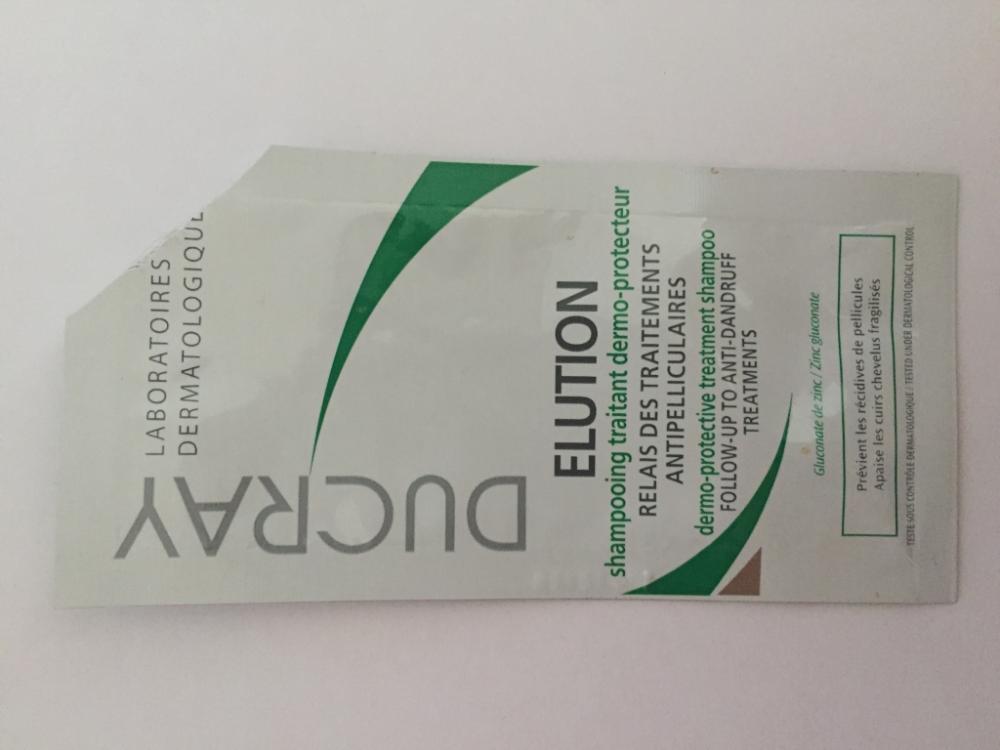 LABORATOIRES
DERMATOLOGIQUE
DUCRAY
ELUTION
shampooing traitant dermo-protecteur
RELAIS DES TRAITEMENTS
ANTIPELLICULAIRES
dermo-protective treatment shampoo
FOLLOW-UP TO ANTI-DANDRUFF
TREATMENTS
Gluconate de zinc / Zinc gluconate
Prévient les récidives de pellicules
Apaise les cuirs chevelus fragilisés
TESTE SOUS CONTRÔLE DERMATOLOGIQUE / TESTED UNDER DERMATOLOGICAL CONTROL